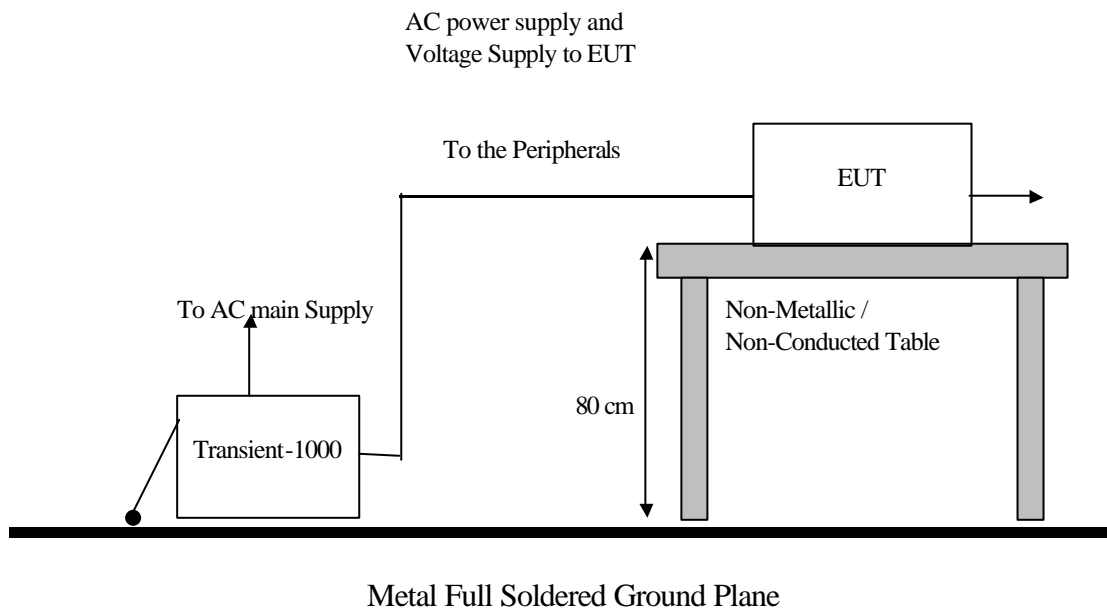 AC power supply and
Voltage Supply to EUT
To the Peripherals
EUT
To AC main Supply
Non-Metallic /
Non-Conducted Table
80 cm
Transient-1000
Metal Full Soldered Ground Plane